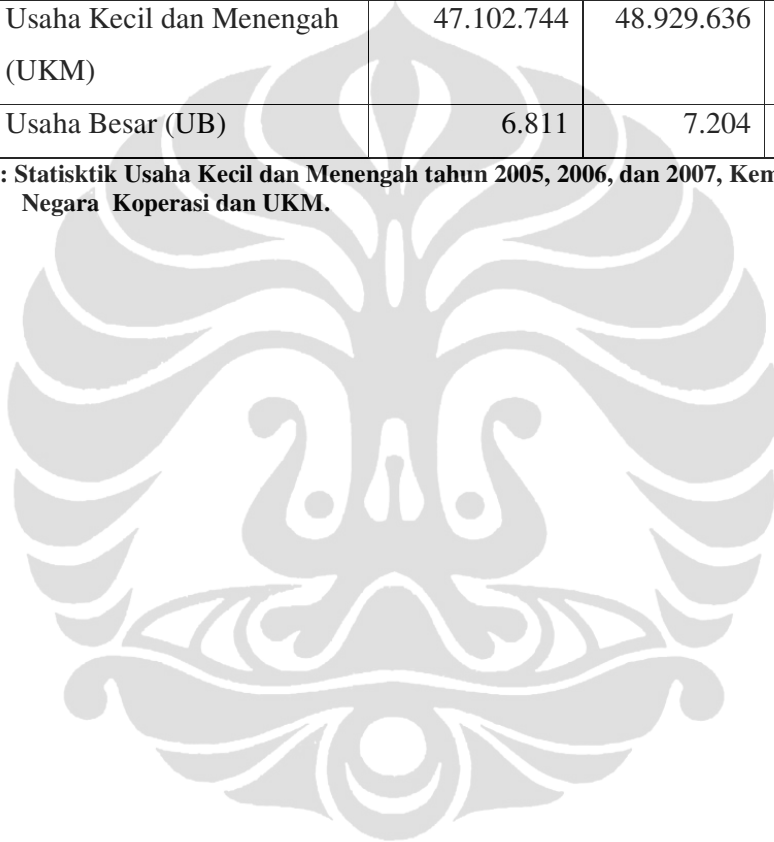 Usaha Kecil dan Menengah 47.102.744 48.929.636
(UKM)
Usaha Besar (UB) 6.811 7.204
: Statisktik Usaha Kecil dan Menengah tahun 2005, 2006, dan 2007, Kem
Negara Koperasi dan UKM.